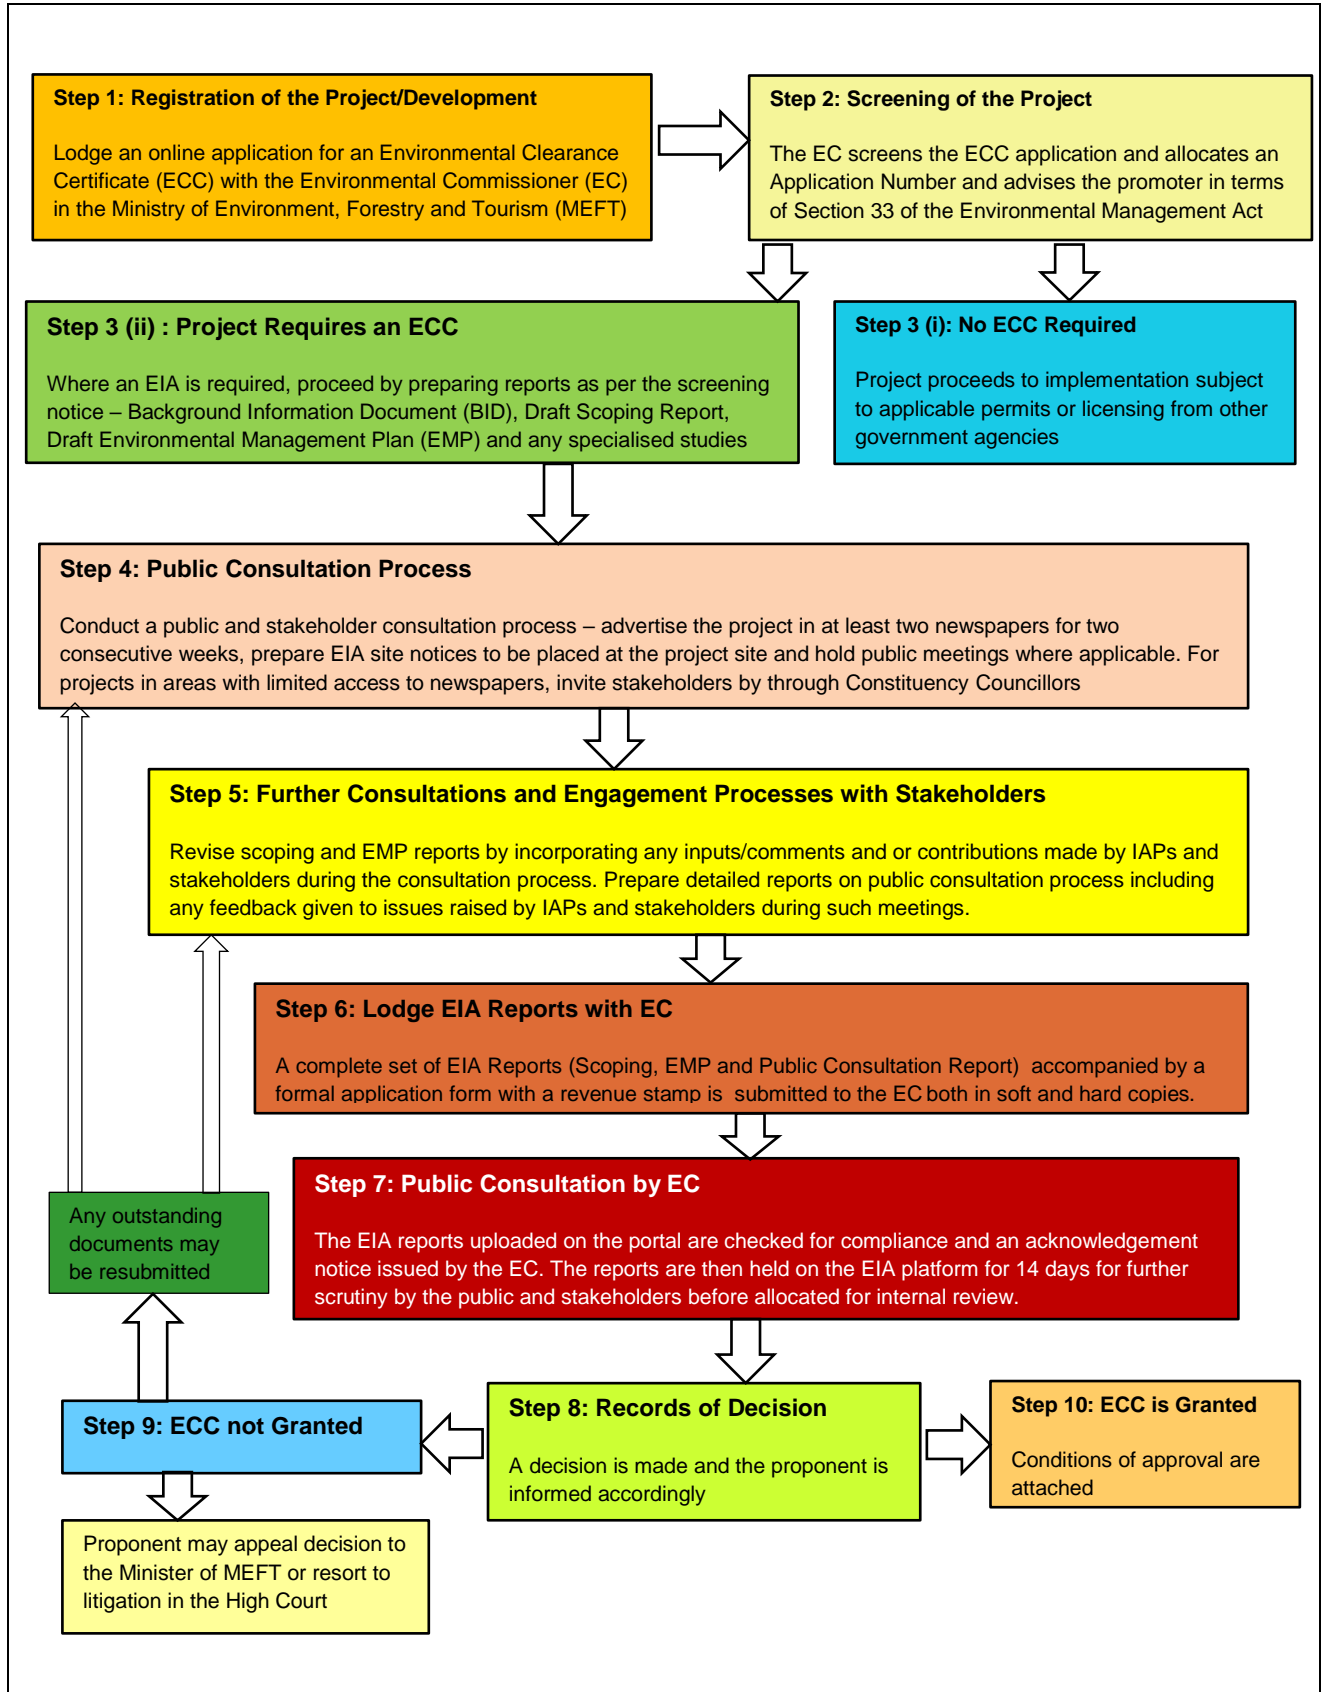 Step 1: Registration of the Project/Development
Lodge an online application for an Environmental Clearance
Certificate (ECC) with the Environmental Commissioner (EC)
in the Ministry of Environment, Forestry and Tourism (MEFT)
Step 2: Screening of the Project
The EC screens the ECC application and allocates an
Application Number and advises the promoter in terms
of Section 33 of the Environmental Management Act
Step 3 (ii) : Project Requires an ECC
Where an EIA is required, proceed by preparing reports as per the screening
notice – Background Information Document (BID), Draft Scoping Report,
Draft Environmental Management Plan (EMP) and any specialised studies
Step 3 (i): No ECC Required
Project proceeds to implementation subject
to applicable permits or licensing from other
government agencies
Step 4: Public Consultation Process
Conduct a public and stakeholder consultation process – advertise the project in at least two newspapers for two
consecutive weeks, prepare EIA site notices to be placed at the project site and hold public meetings where applicable. For
projects in areas with limited access to newspapers, invite stakeholders by through Constituency Councillors
Step 5: Further Consultations and Engagement Processes with Stakeholders
Revise scoping and EMP reports by incorporating any inputs/comments and or contributions made by IAPs and
stakeholders during the consultation process. Prepare detailed reports on public consultation process including
any feedback given to issues raised by IAPs and stakeholders during such meetings.
Step 6: Lodge EIA Reports with EC
A complete set of EIA Reports (Scoping, EMP and Public Consultation Report) accompanied by a
formal application form with a revenue stamp is submitted to the EC both in soft and hard copies.
Step 7: Public Consultation by EC
The EIA reports uploaded on the portal are checked for compliance and an acknowledgement
notice issued by the EC. The reports are then held on the EIA platform for 14 days for further
scrutiny by the public and stakeholders before allocated for internal review.
Any outstanding
documents may
be resubmitted
Step 9: ECC not Granted
Step 8: Records of Decision
A decision is made and the proponent is
informed accordingly
Step 10: ECC is Granted
Conditions of approval are
attached
Proponent may appeal decision to
the Minister of MEFT or resort to
litigation in the High Court